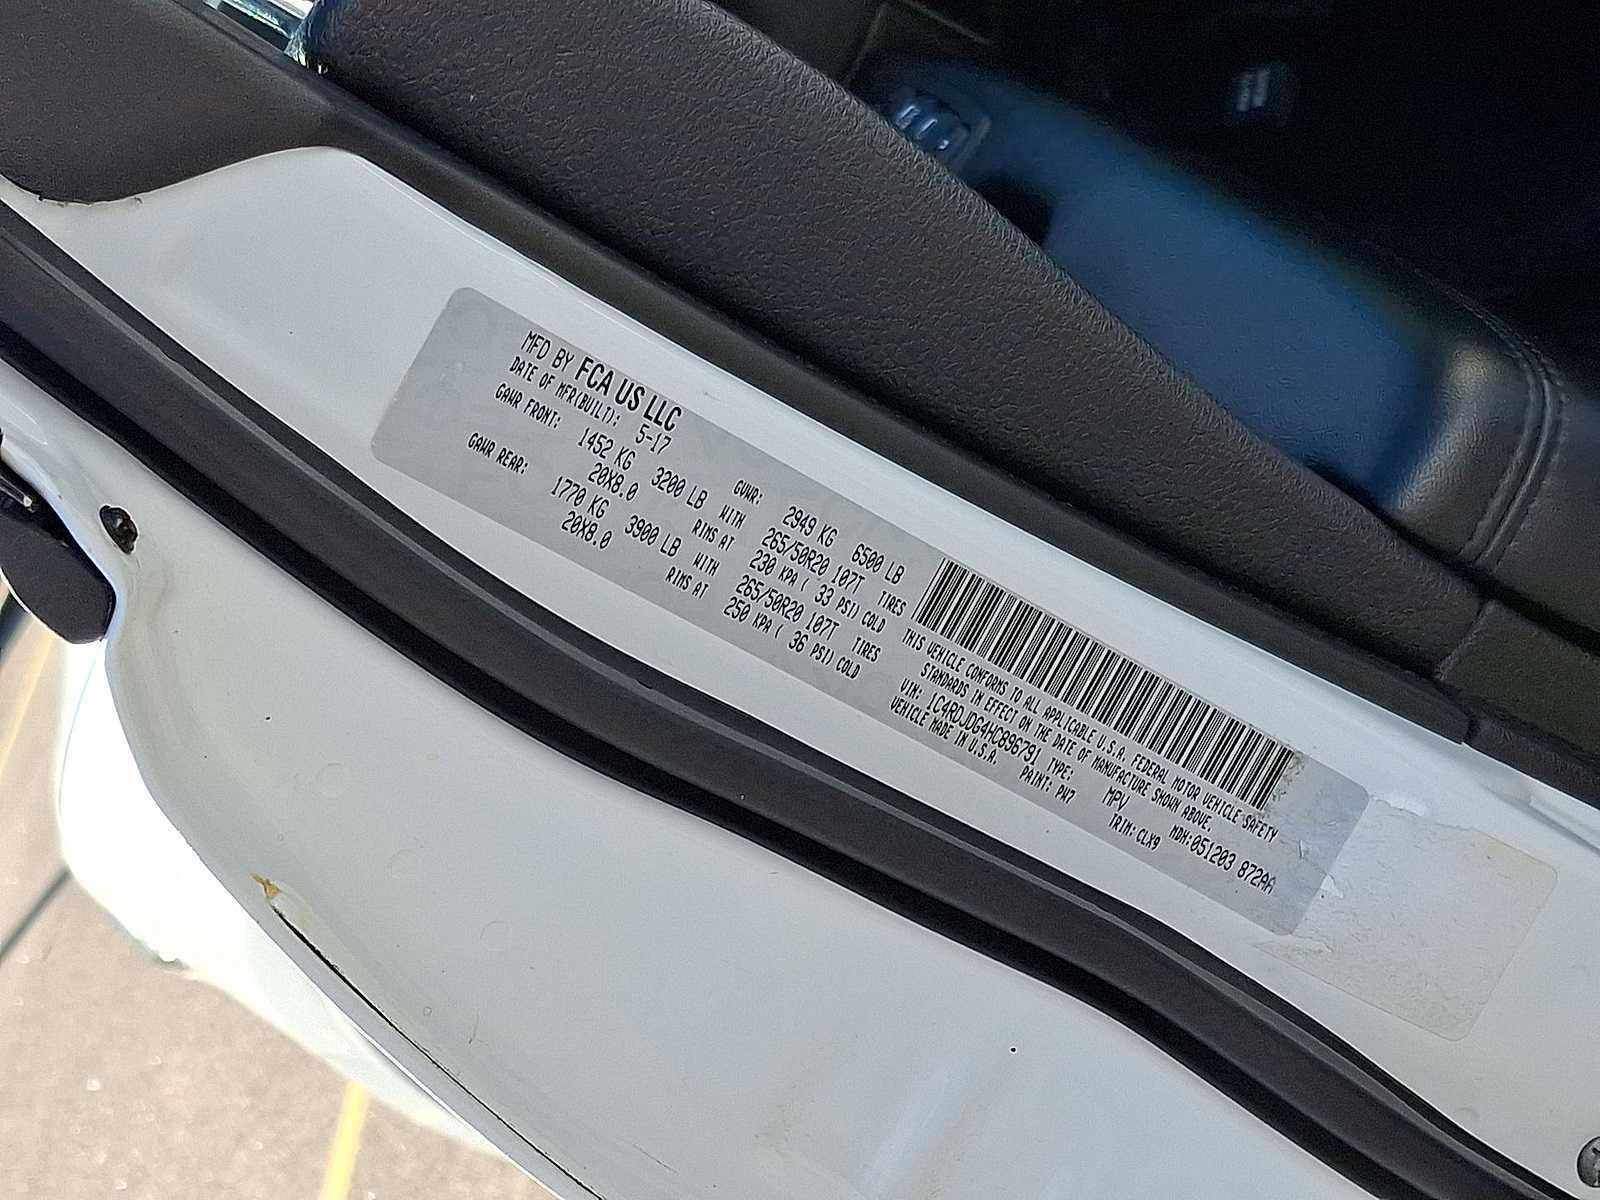 MFD BY FCA US LLC
DATE OF MFR(BUILT): 5-17 GVWR: 2949 KG 6500 LB
GAWR FRONT: 1452 KG 3200 LB WITH 265/50R20 107T TIRES
20X8.0 RIMS AT 230 KPA ( 33 PSI) COLD
GAWR REAR: 1770 KG 3900 LB WITH 265/50R20 107T TIRES
20X8.0 RIMS AT 250 KPA ( 36 PSI) COLD
THIS VEHICLE CONFORMS TO ALL APPLICABLE U.S.A. FEDERAL MOTOR VEHICLE SAFETY
STANDARDS IN EFFECT ON THE DATE OF MANUFACTURE SHOWN ABOVE.
VIN: 1C4RDJDG4HC896791 TYPE: MPV MDH:051203 872AA
VEHICLE MADE IN U.S.A. PAINT: PW7 TRIM:CLX9